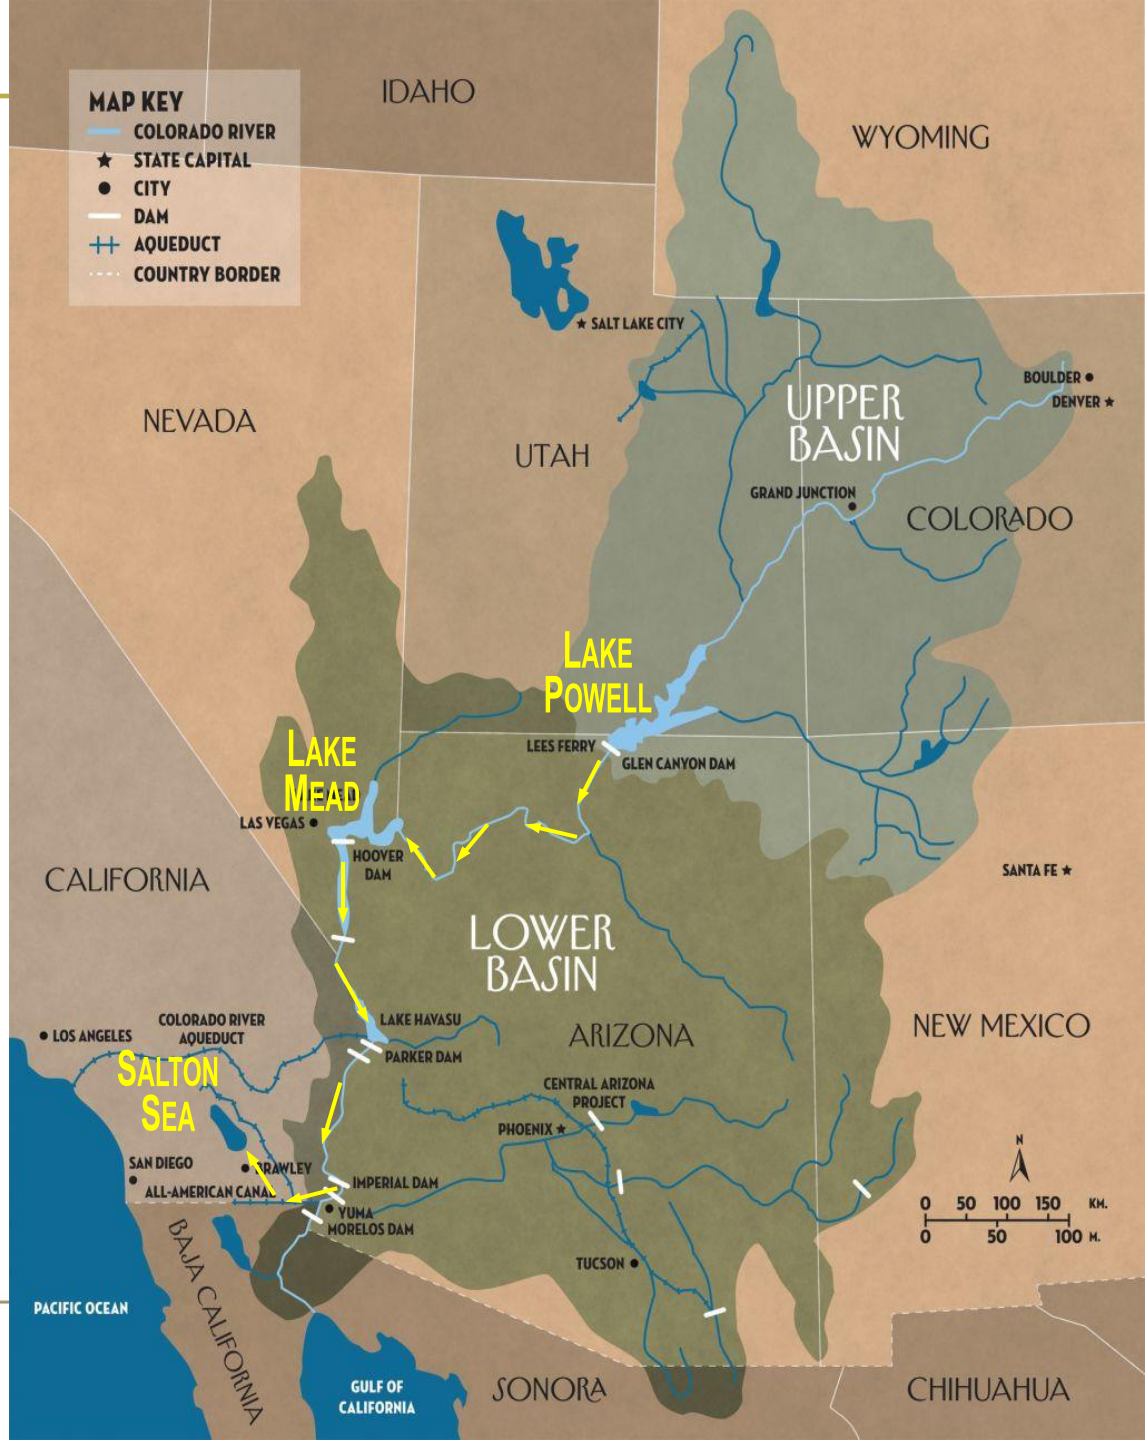 IDAHO
WYOMING
MAP KEY
COLORADO RIVER
STATE CAPITAL
CITY
DAM
AQUEDUCT
COUNTRY BORDER
SALT LAKE CITY
BOULDER
DENVER
NEVADA
UTAH
UPPER
BASIN
GRAND JUNCTION
COLORADO
LAKE
POWELL
LEES FERRY
GLEN CANYON DAM
LAKE
MEAD
LAS VEGAS
HOOVER
DAM
CALIFORNIA
SANTA FE
LOWER
BASIN
LOS ANGELES
COLORADO RIVER
AQUEDUCT
LAKE HAVASU
ARIZONA
NEW MEXICO
PARKER DAM
SALTON
SEA
CENTRAL ARIZONA
PROJECT
PHOENIX
N
SAN DIEGO
BRAWLEY
ALL-AMERICAN CANAL
IMPERIAL DAM
YUMA
MORELOS DAM
0 50 100 150 KM.
0 50 100 M.
BAJA CALIFORNIA
TUCSON
PACIFIC OCEAN
GULF OF
CALIFORNIA
SONORA
CHIHUAHUA